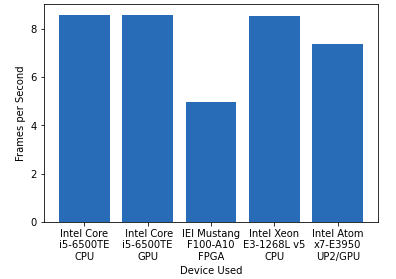 Frames per Second
8
6
4
2
0
Intel Core Intel Core IEI Mustang Intel Xeon Intel Atom
i5-6500TE i5-6500TE F100-A10 E3-1268L v5 x7-E3950
CPU GPU FPGA CPU UP2/GPU
Device Used